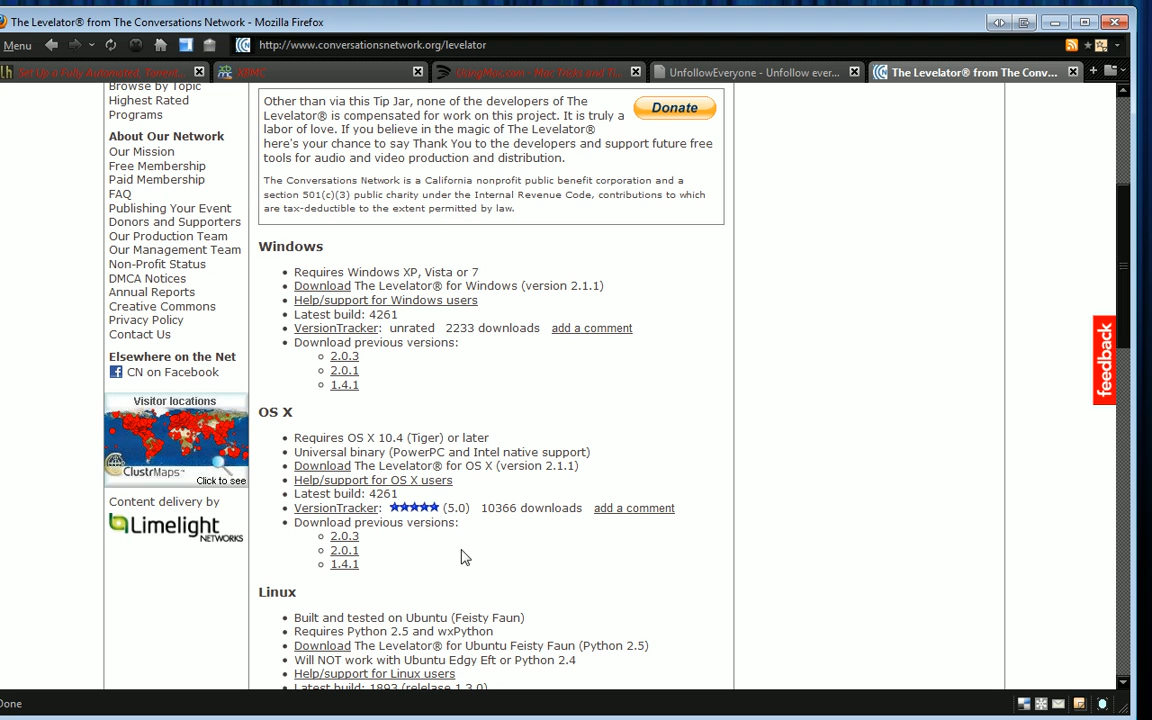 The Levelator® from The Conversations Network - Mozilla Firefox
Menu
http://www.conversationsnetwork.org/levelator
Set Up a Fully Automated, Torrent...
XBMC
UsingMac.com - Mac Tricks and Ti...
UnfollowEveryone - Unfollow ever...
The Levelator® from The Conv...
Browse by Topic
Highest Rated
Programs
About Our Network
Our Mission
Free Membership
Paid Membership
FAQ
Publishing Your Event
Donors and Supporters
Our Production Team
Our Management Team
Non-Profit Status
DMCA Notices
Annual Reports
Creative Commons
Privacy Policy
Contact Us
Elsewhere on the Net
CN on Facebook
Visitor locations
ClustrMaps™
Click to see
Content delivery by
Limelight
NETWORKS
Other than via this Tip Jar, none of the developers of The
Levelator® is compensated for work on this project. It is truly a
labor of love. If you believe in the magic of The Levelator®
here's your chance to say Thank You to the developers and support future free
tools for audio and video production and distribution.
Donate
The Conversations Network is a California nonprofit public benefit corporation and a
section 501(c)(3) public charity under the Internal Revenue Code, contributions to which
are tax-deductible to the extent permitted by law.
Windows
Requires Windows XP, Vista or 7
Download The Levelator® for Windows (version 2.1.1)
Help/support for Windows users
Latest build: 4261
VersionTracker: unrated 2233 downloads add a comment
Download previous versions:
2.0.3
2.0.1
1.4.1
OS X
Requires OS X 10.4 (Tiger) or later
Universal binary (PowerPC and Intel native support)
Download The Levelator® for OS X (version 2.1.1)
Help/support for OS X users
Latest build: 4261
VersionTracker: ★★★★★ (5.0) 10366 downloads add a comment
Download previous versions:
2.0.3
2.0.1
1.4.1
Linux
Built and tested on Ubuntu (Feisty Faun)
Requires Python 2.5 and wxPython
Download The Levelator® for Ubuntu Feisty Faun (Python 2.5)
Will NOT work with Ubuntu Edgy Eft or Python 2.4
Help/support for Linux users
Latest build: 1893 (release 1.3.0)
feedback
Done